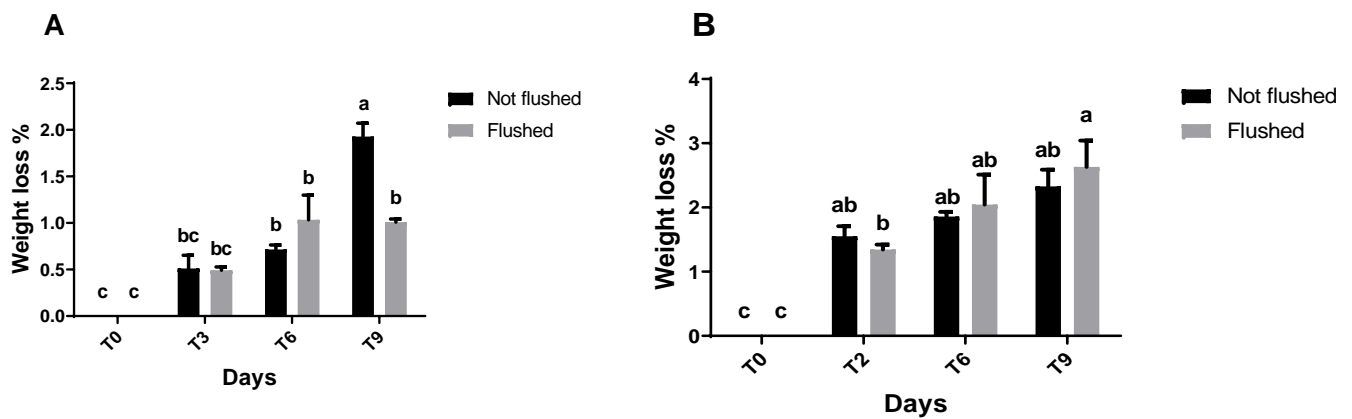 A
Weight loss %
2.5
2.0
1.5
1.0
0.5
0.0
c c
bc bc
b b
a b
T0 T3 T6 T9
Days
Not flushed
Flushed
B
Weight loss %
4
3
2
1
0
c c
ab b
ab ab
ab a
T0 T2 T6 T9
Days
Not flushed
Flushed